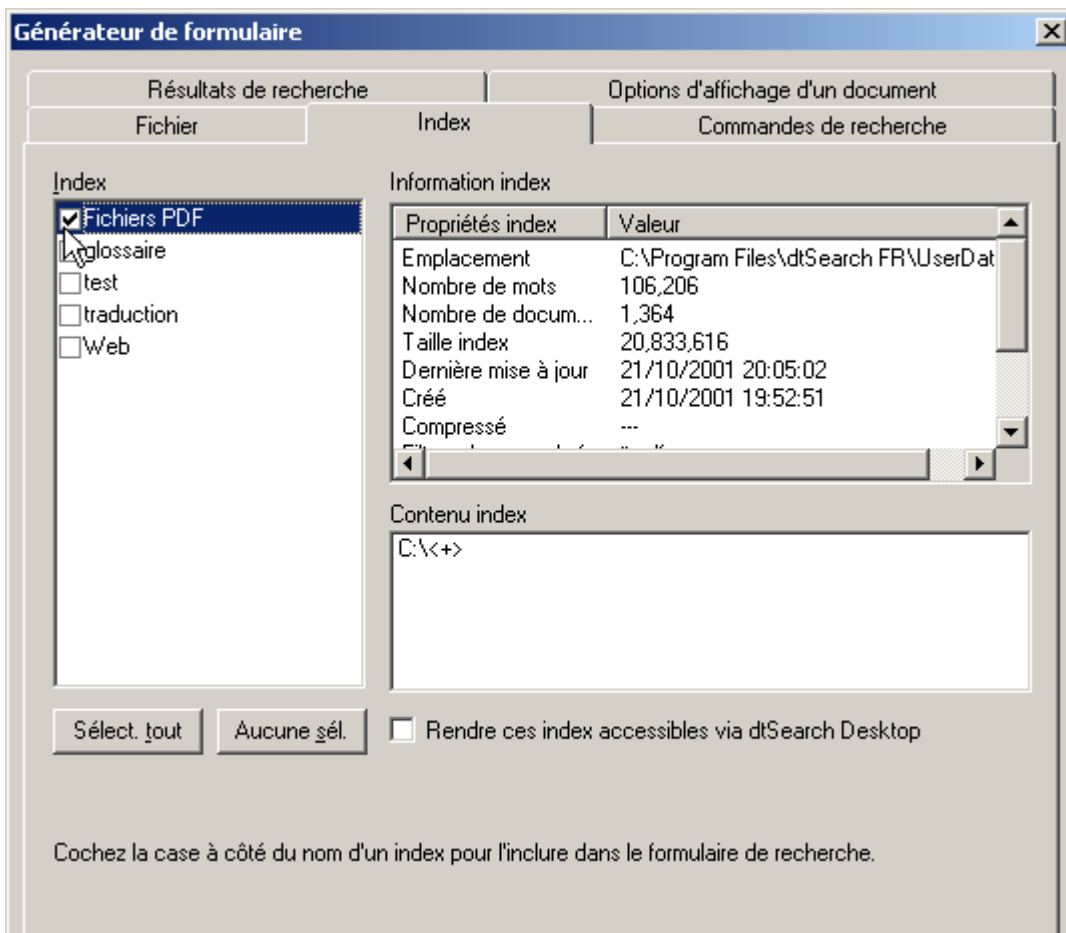 Générateur de formulaire
Résultats de recherche
Options d'affichage d'un document
Fichier
Index
Commandes de recherche
Index
Fichiers PDF
glossaire
test
traduction
Web
Information index
Propriétés index Valeur
Emplacement C:\Program Files\dtSearch FR\UserDat
Nombre de mots 106,206
Nombre de docum... 1,364
Taille index 20,833,616
Dernière mise à jour 21/10/2001 20:05:02
Créé 21/10/2001 19:52:51
Compressé ---
Contenu index
C:\<+>
Sélect. tout
Aucune sél.
Rendre ces index accessibles via dtSearch Desktop
Cochez la case à côté du nom d'un index pour l'inclure dans le formulaire de recherche.